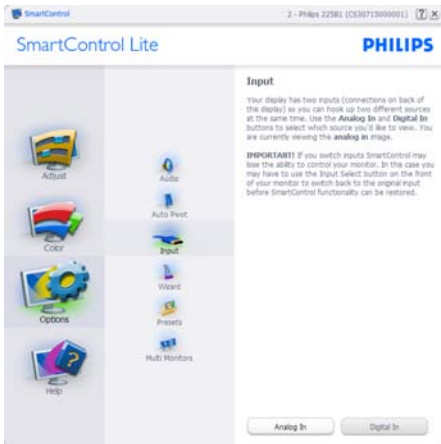 SmartControl
2 - Philips 225B1 (CS30715000001)
SmartControl Lite
PHILIPS
Adjust
Color
Options
Help
Audio
Auto Pivot
Input
Wizard
Presets
Multi Monitors
Input
Your display has two inputs (connections on back of
the display) so you can hook up two different sources
at the same time. Use the Analog In and Digital In
buttons to select which source you'd like to view. You
are currently viewing the analog in image.
IMPORTANT! If you switch inputs SmartControl may
lose the ability to control your monitor. In this case you
may have to use the Input Select button on the front
of your monitor to switch back to the original input
before SmartControl functionality can be restored.
Analog In
Digital In